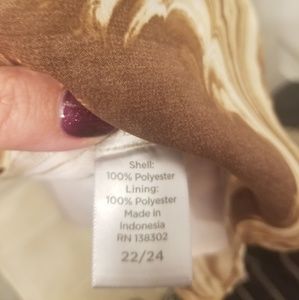 Shell:
100% Polyester
Lining:
100% Polyester
Made in
Indonesia
RN 138302
22/24